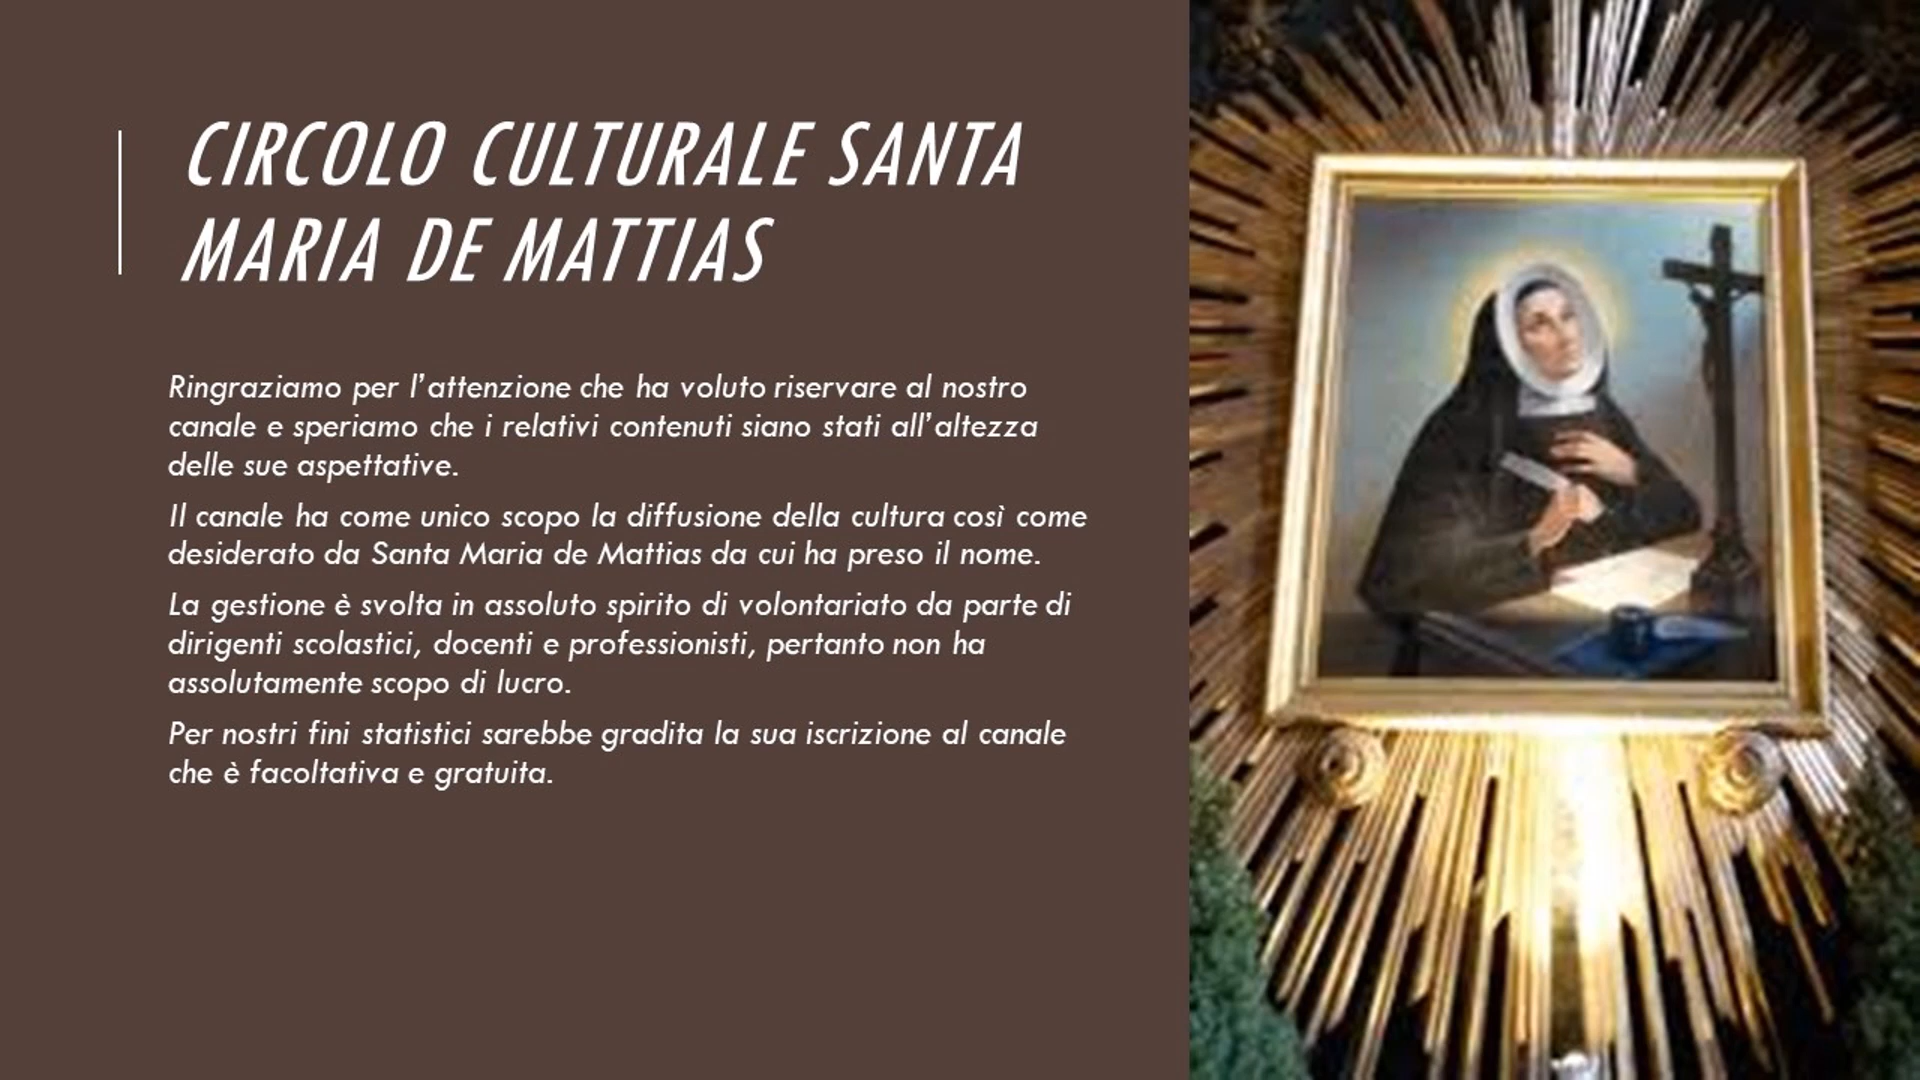 CIRCOLO CULTURALE SANTA
MARIA DE MATTIAS
Ringraziamo per l’attenzione che ha voluto riservare al nostro
canale e speriamo che i relativi contenuti siano stati all’altezza
delle sue aspettative.
Il canale ha come unico scopo la diffusione della cultura così come
desiderato da Santa Maria de Mattias da cui ha preso il nome.
La gestione è svolta in assoluto spirito di volontariato da parte di
dirigenti scolastici, docenti e professionisti, pertanto non ha
assolutamente scopo di lucro.
Per nostri fini statistici sarebbe gradita la sua iscrizione al canale
che è facoltativa e gratuita.